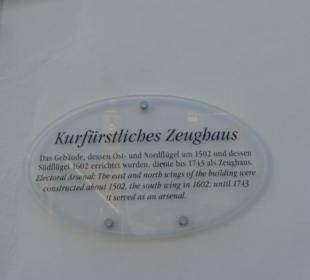 Kurfürstliches Zeughaus
Das Gebäude, dessen Ost- und Nordflügel um 1502 und dessen
Südflügel 1602 errichtet wurden, diente bis 1743 als Zeughaus.
Electoral Arsenal: The east and north wings of the building were
constructed about 1502, the south wing in 1602; until 1743
it served as an arsenal.